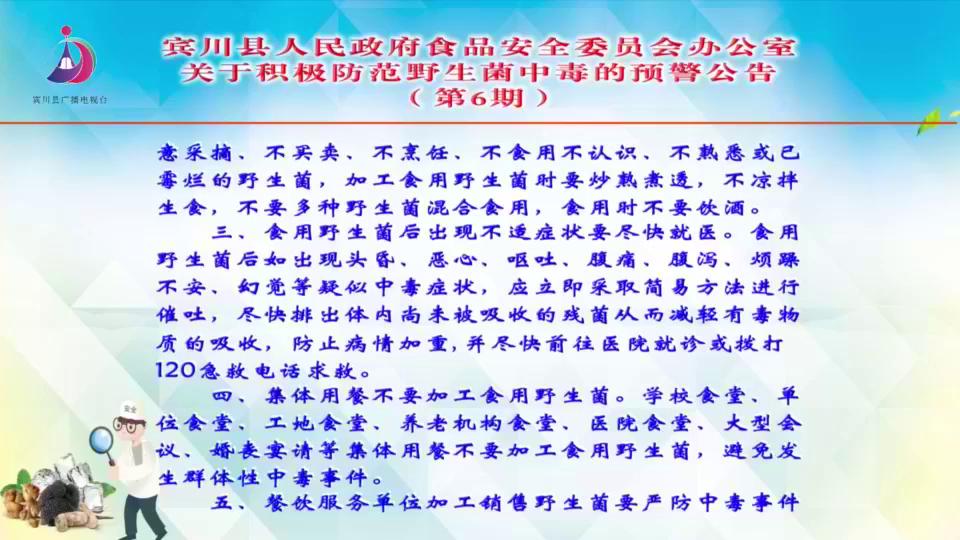 宾川县人民政府食品安全委员会办公室
关于积极防范野生菌中毒的预警公告
（第6期）
宾川县广播电视台
意采摘、不买卖、不烹饪、不食用不认识、不熟悉或已
霉烂的野生菌，加工食用野生菌时要炒熟煮透，不凉拌
生食，不要多种野生菌混合食用，食用时不要饮酒。
三、食用野生菌后出现不适症状要尽快就医。食用
野生菌后如出现头昏、恶心、呕吐、腹痛、腹泻、烦躁
不安、幻觉等疑似中毒症状，应立即采取简易方法进行
催吐，尽快排出体内尚未被吸收的残菌从而减轻有毒物
质的吸收，防止病情加重,并尽快前往医院就诊或拨打
120急救电话求救。
四、集体用餐不要加工食用野生菌。学校食堂、单
位食堂、工地食堂、养老机构食堂、医院食堂、大型会
议、婚丧宴请等集体用餐不要加工食用野生菌，避免发
生群体性中毒事件。
五、餐饮服务单位加工销售野生菌要严防中毒事件
安全